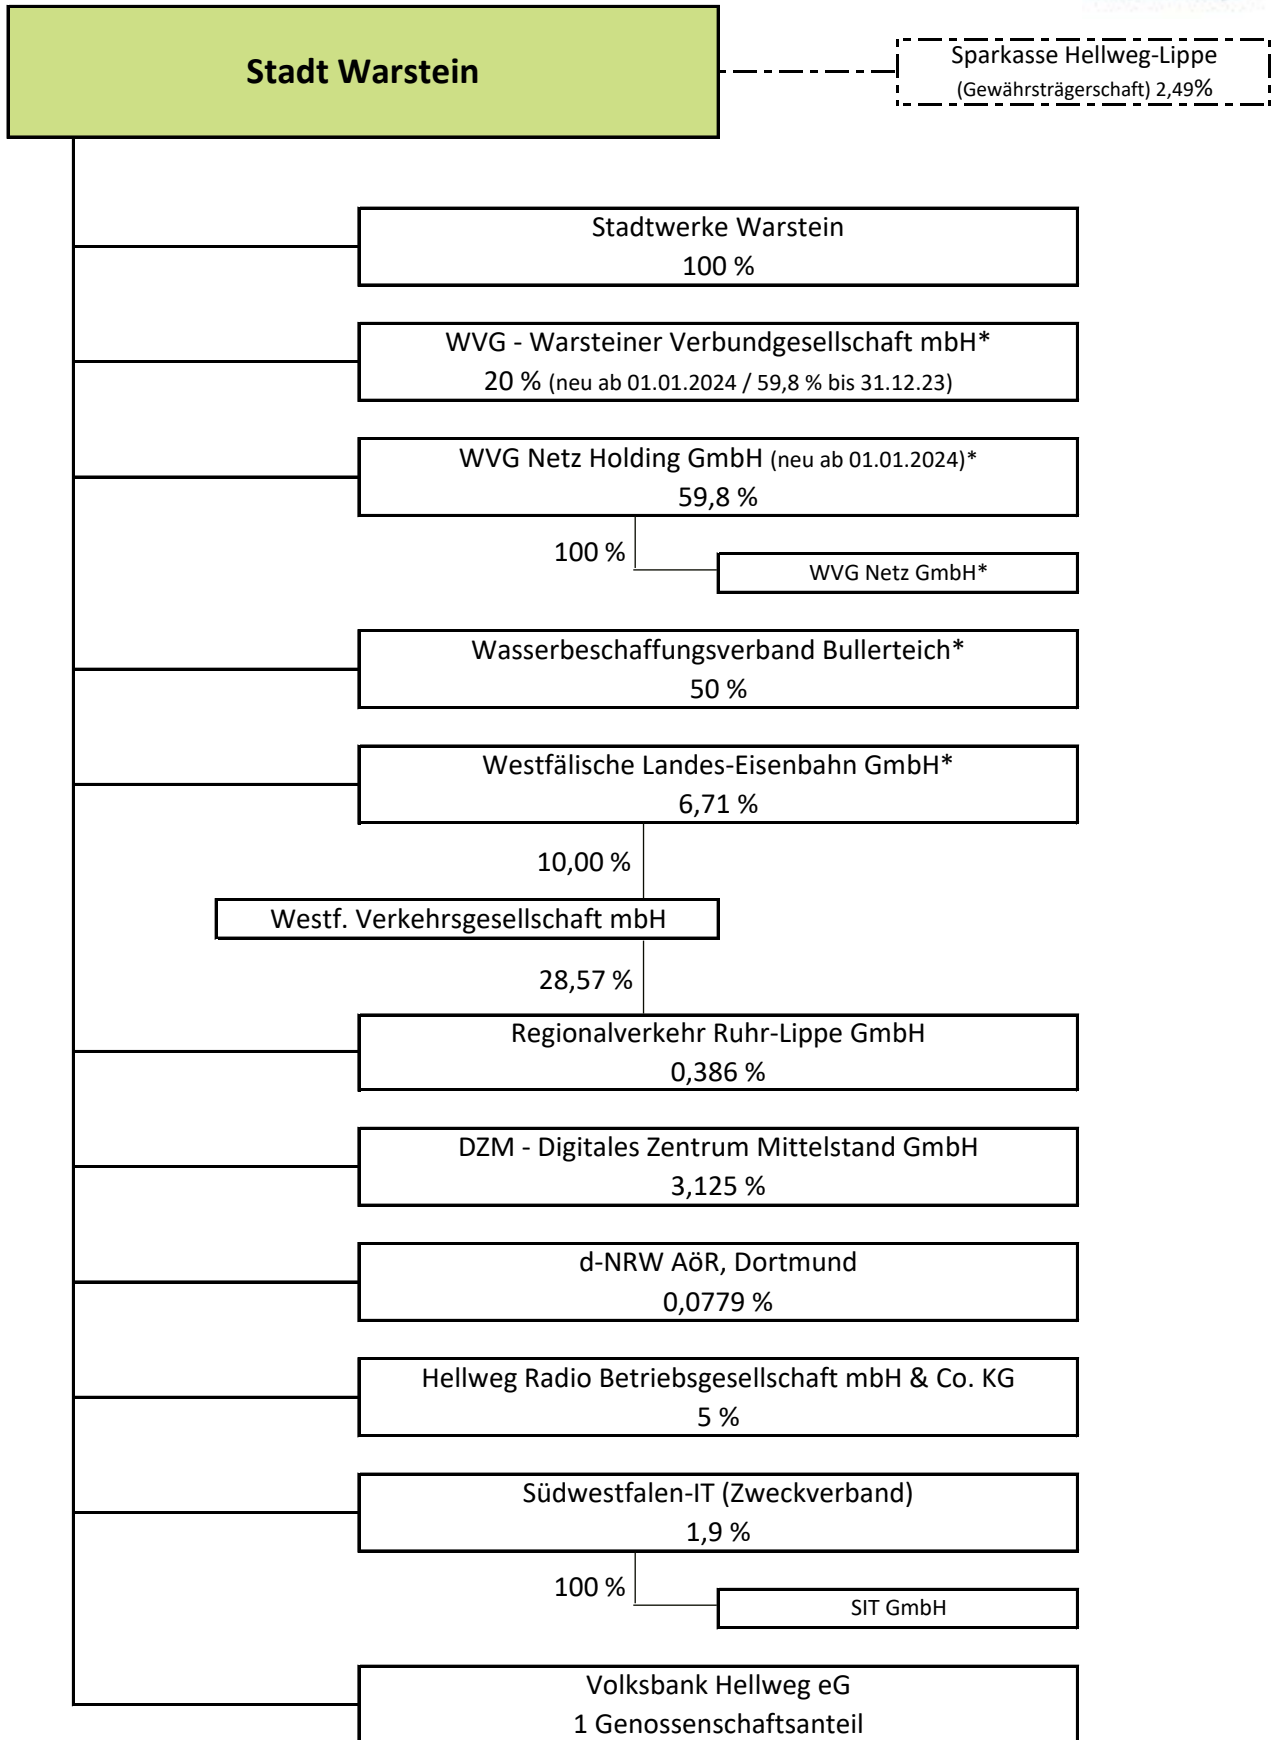 Stadt Warstein
Sparkasse Hellweg-Lippe
(Gewährsträgerschaft) 2,49%
Stadtwerke Warstein
100 %
WVG - Warsteiner Verbundgesellschaft mbH*
20 % (neu ab 01.01.2024 / 59,8 % bis 31.12.23)
WVG Netz Holding GmbH (neu ab 01.01.2024)*
59,8 %
100 %
WVG Netz GmbH*
Wasserbeschaffungsverband Bullerteich*
50 %
Westfälische Landes-Eisenbahn GmbH*
6,71 %
10,00 %
Westf. Verkehrsgesellschaft mbH
28,57 %
Regionalverkehr Ruhr-Lippe GmbH
0,386 %
DZM - Digitales Zentrum Mittelstand GmbH
3,125 %
d-NRW AöR, Dortmund
0,0779 %
Hellweg Radio Betriebsgesellschaft mbH & Co. KG
5 %
Südwestfalen-IT (Zweckverband)
1,9 %
100 %
SIT GmbH
Volksbank Hellweg eG
1 Genossenschaftsanteil